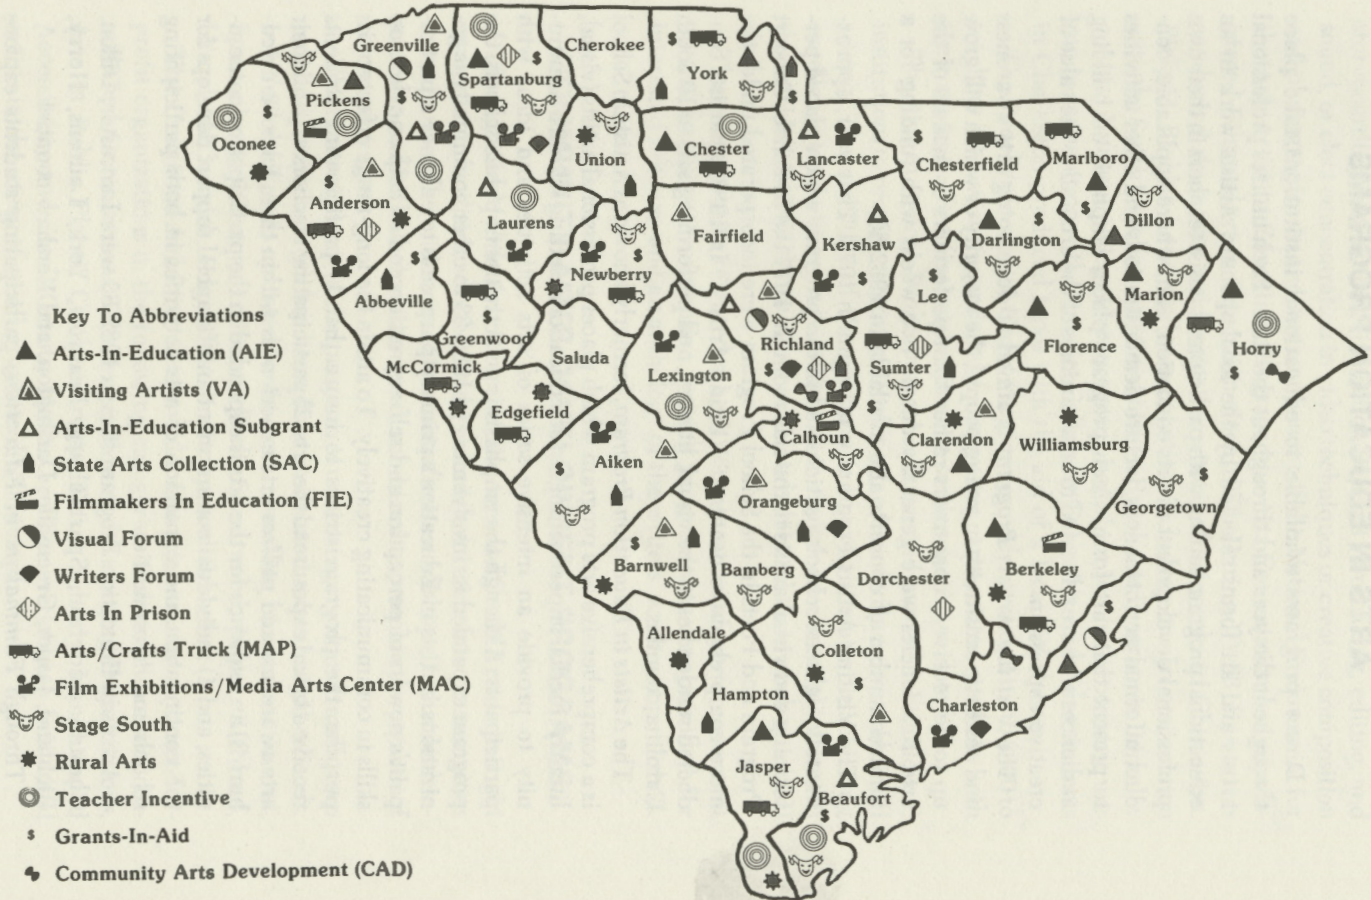 Greenville
Cherokee
Spartanburg
York
Pickens
Oconee
Union
Chester
Lancaster
Chesterfield
Marlboro
Anderson
Laurens
Fairfield
Kershaw
Darlington
Dillon
Newberry
Lee
Marion
Abbeville
Greenwood
Saluda
Richland
Sumter
Florence
Horry
McCormick
Lexington
Edgefield
Calhoun
Clarendon
Williamsburg
Aiken
Orangeburg
Georgetown
Barnwell
Bamberg
Dorchester
Berkeley
Allendale
Colleton
Hampton
Charleston
Jasper
Beaufort
Key To Abbreviations
Arts-In-Education (AIE)
Visiting Artists (VA)
Arts-In-Education Subgrant
State Arts Collection (SAC)
Filmmakers In Education (FIE)
Visual Forum
Writers Forum
Arts In Prison
Arts/Crafts Truck (MAP)
Film Exhibitions/Media Arts Center (MAC)
Stage South
Rural Arts
Teacher Incentive
$ Grants-In-Aid
Community Arts Development (CAD)